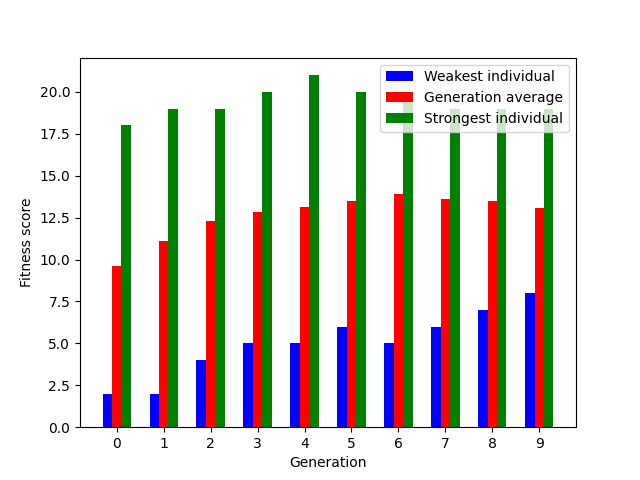 Weakest individual
Generation average
Strongest individual
20.0
17.5
15.0
12.5
10.0
7.5
5.0
2.5
0.0
Fitness score
0 1 2 3 4 5 6 7 8 9
Generation